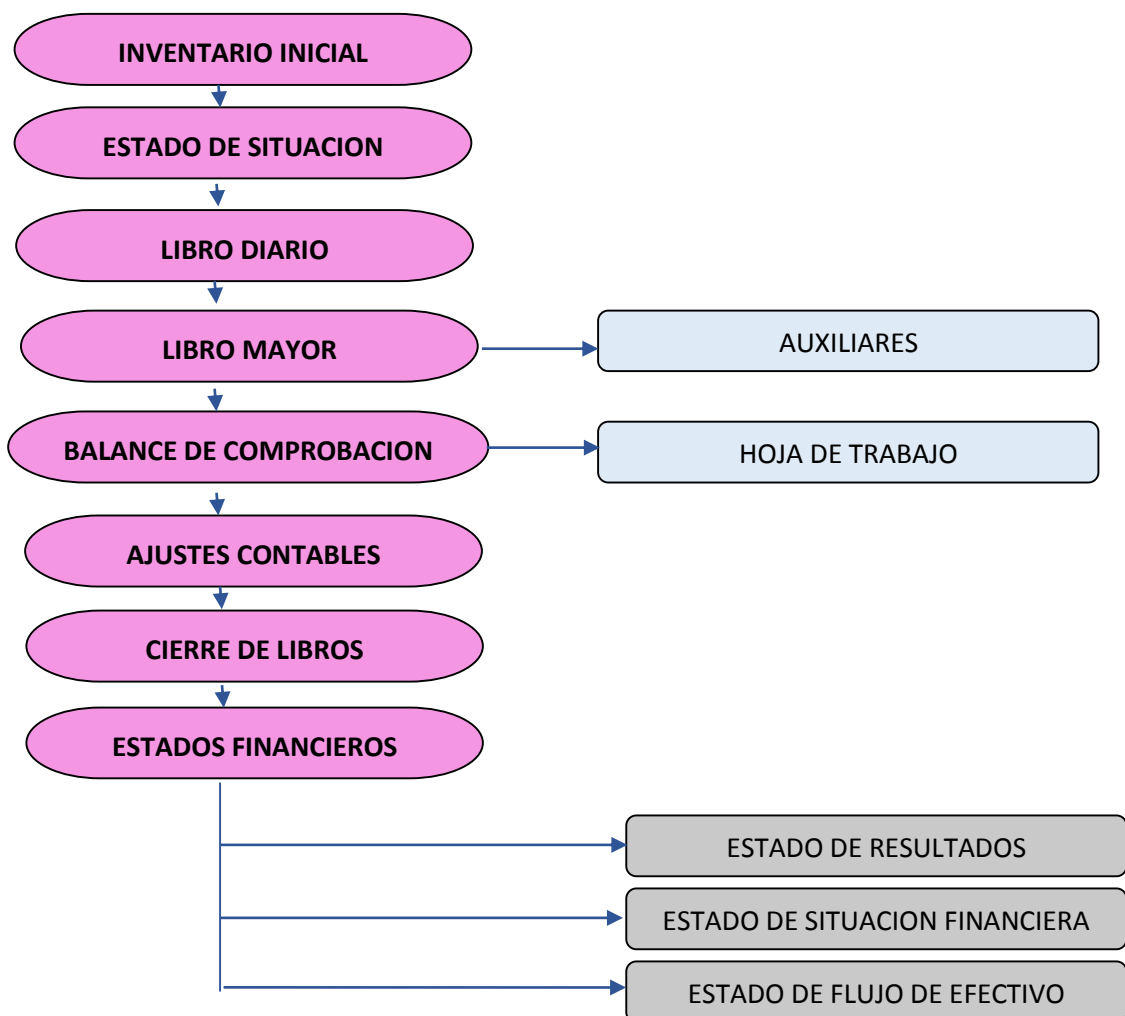 INVENTARIO INICIAL
ESTADO DE SITUACION
LIBRO DIARIO
LIBRO MAYOR
AUXILIARES
BALANCE DE COMPROBACION
HOJA DE TRABAJO
AJUSTES CONTABLES
CIERRE DE LIBROS
ESTADOS FINANCIEROS
ESTADO DE RESULTADOS
ESTADO DE SITUACION FINANCIERA
ESTADO DE FLUJO DE EFECTIVO